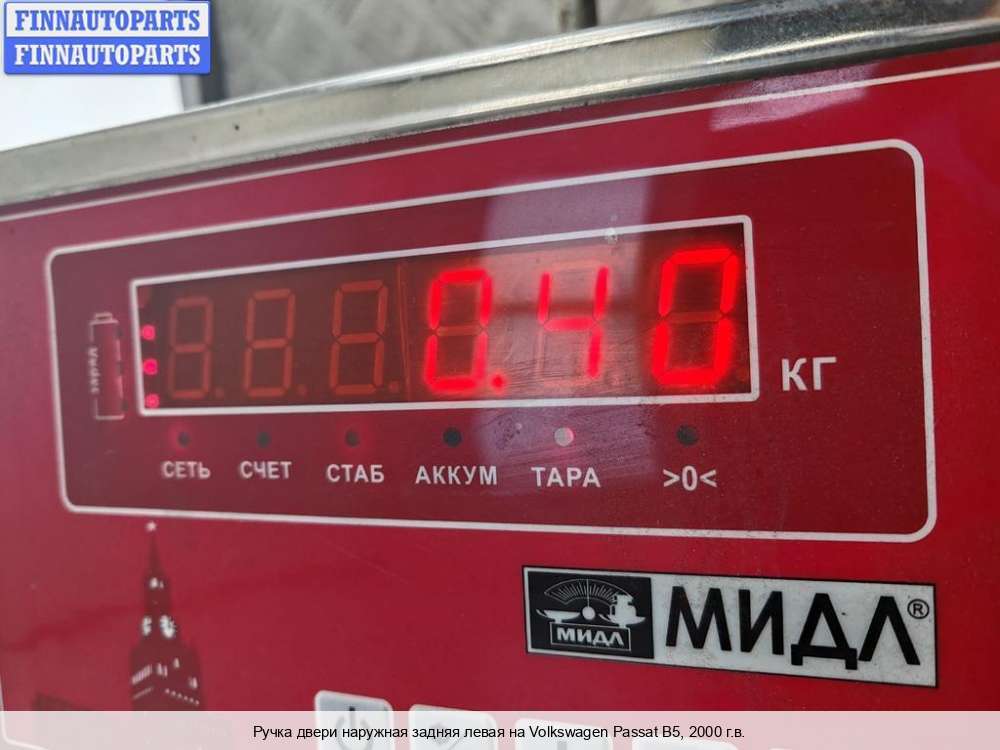 FINNAUTOPARTS
FINNAUTOPARTS
0.40
КГ
СЕТЬ СЧЕТ СТАБ АККУМ ТАРА >0<
МИДЛ МИДЛ®
Ручка двери наружная задняя левая на Volkswagen Passat B5, 2000 г.в.